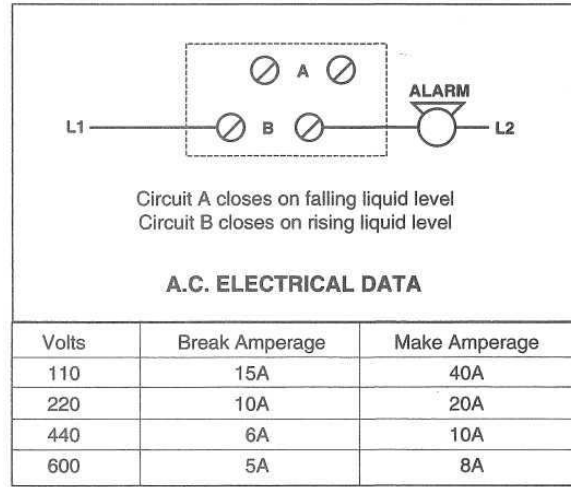 A
ALARM
L1 B L2
Circuit A closes on falling liquid level
Circuit B closes on rising liquid level
A.C. ELECTRICAL DATA
Volts Break Amperage Make Amperage
110 15A 40A
220 10A 20A
440 6A 10A
600 5A 8A